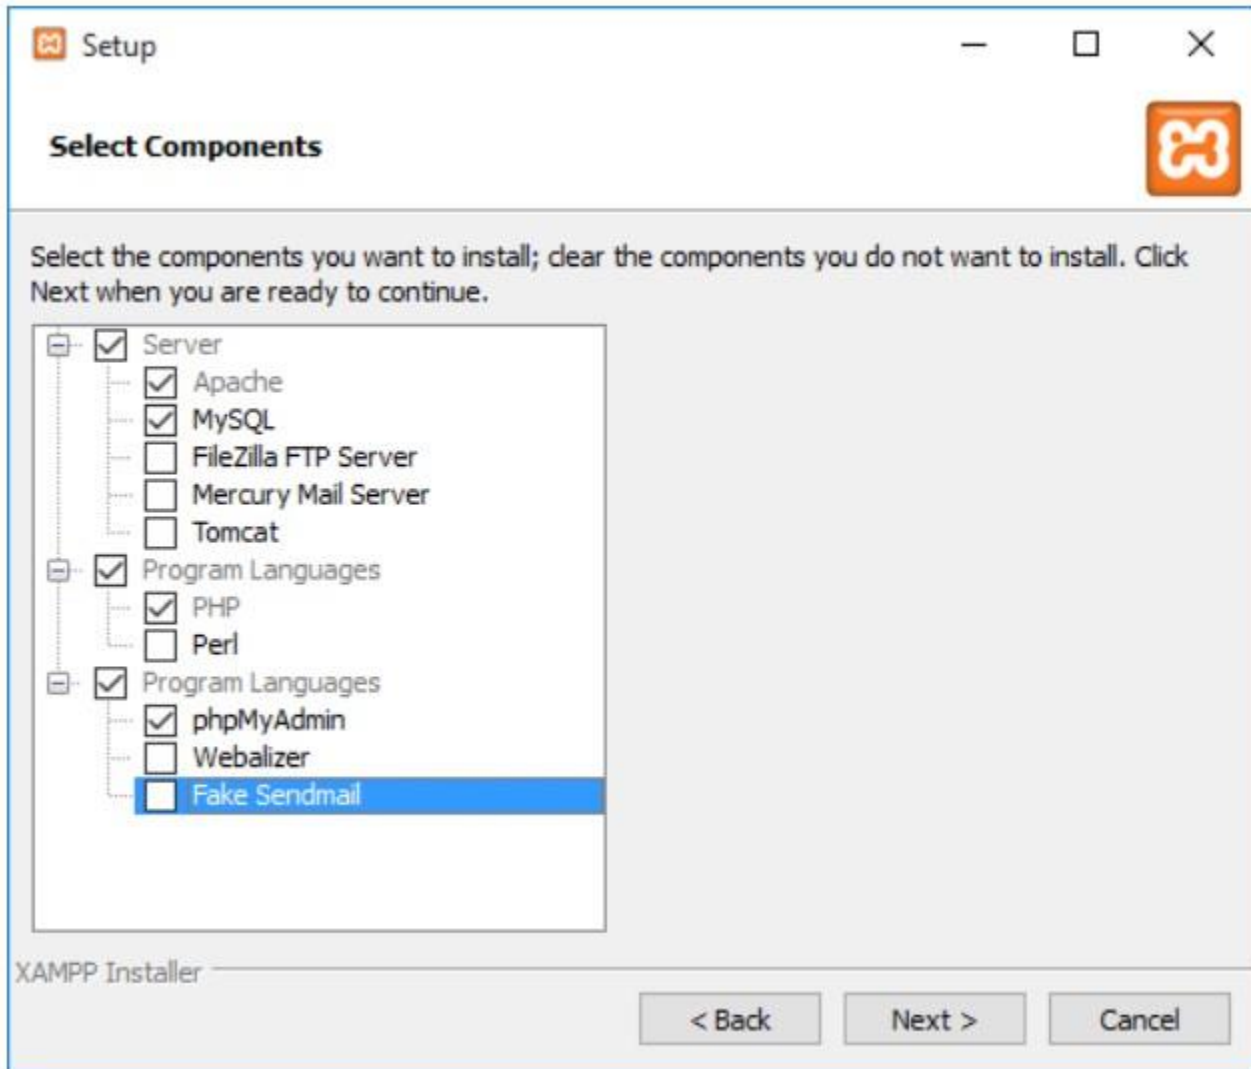 Setup
Select Components
Select the components you want to install; clear the components you do not want to install. Click
Next when you are ready to continue.
Server
Apache
MySQL
FileZilla FTP Server
Mercury Mail Server
Tomcat
Program Languages
PHP
Perl
Program Languages
phpMyAdmin
Webalizer
Fake Sendmail
XAMPP Installer
< Back Next > Cancel